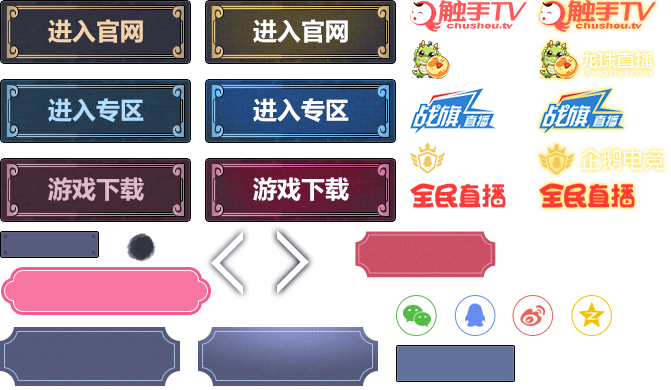 进入官网
进入官网
触手TV
chushou.tv
触手TV
chushou.tv
龙珠直播
进入专区
进入专区
战旗直播
战旗直播
企鹅电竞
游戏下载
游戏下载
全民直播
全民直播